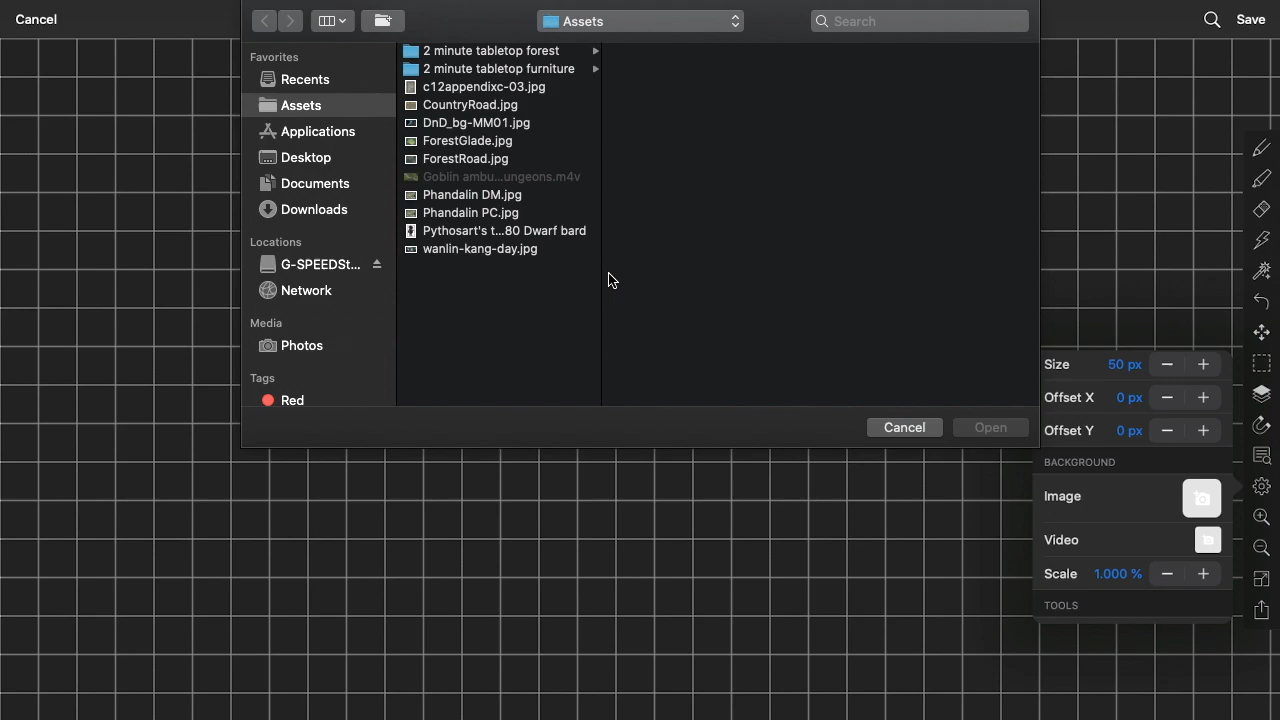 Cancel
Assets
Search
Save
Favorites
Recents
Assets
Applications
Desktop
Documents
Downloads
Locations
G-SPEEDSt...
Network
Media
Photos
Tags
Red
2 minute tabletop forest
2 minute tabletop furniture
c12appendixc-03.jpg
CountryRoad.jpg
DnD_bg-MM01.jpg
ForestGlade.jpg
ForestRoad.jpg
Goblin ambu...ungeons.m4v
Phandalin DM.jpg
Phandalin PC.jpg
Pythosart's t...80 Dwarf bard
wanlin-kang-day.jpg
Cancel
Open
Size 50 px
Offset X 0 px
Offset Y 0 px
BACKGROUND
Image
Video
Scale 1.000 %
TOOLS